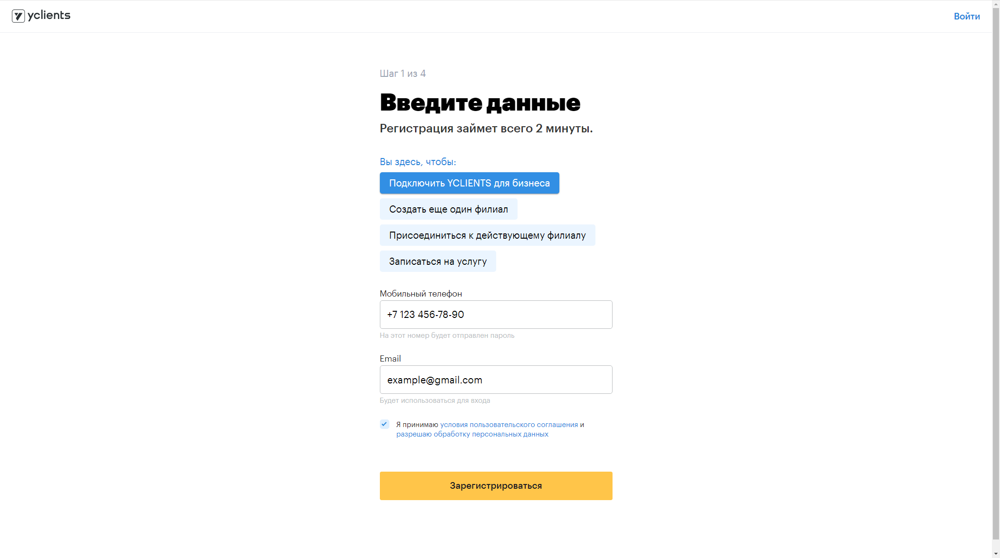 yclients
Войти
Шаг 1 из 4
Введите данные
Регистрация займет всего 2 минуты.
Вы здесь, чтобы:
Подключить YCLIENTS для бизнеса
Создать еще один филиал
Присоединиться к действующему филиалу
Записаться на услугу
Мобильный телефон
+7 123 456-78-90
На этот номер будет отправлен пароль
Email
example@gmail.com
Будет использоваться для входа
Я принимаю условия пользовательского соглашения и
разрешаю обработку персональных данных
Зарегистрироваться